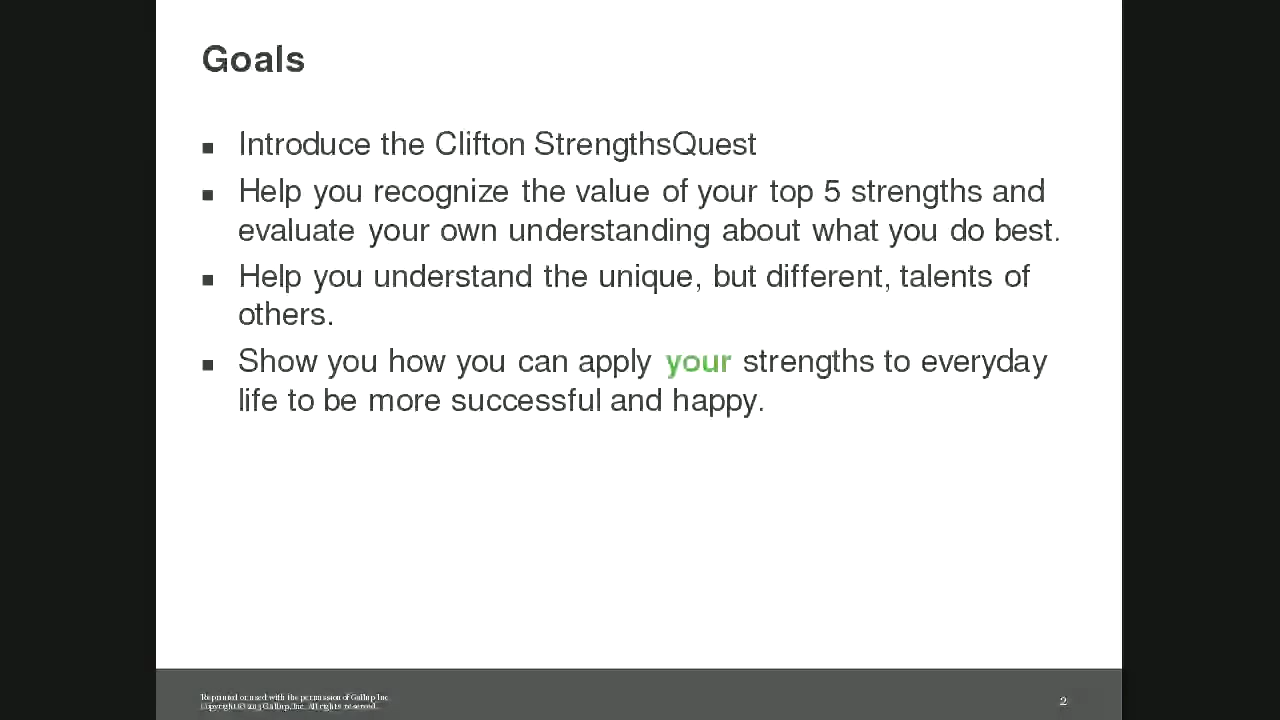 Goals
Introduce the Clifton StrengthsQuest
Help you recognize the value of your top 5 strengths and
evaluate your own understanding about what you do best.
Help you understand the unique, but different, talents of
others.
Show you how you can apply your strengths to everyday
life to be more successful and happy.
or used with the permission of Gallup Inc
Copyright © Gallup, Inc. All rights reserved.
2